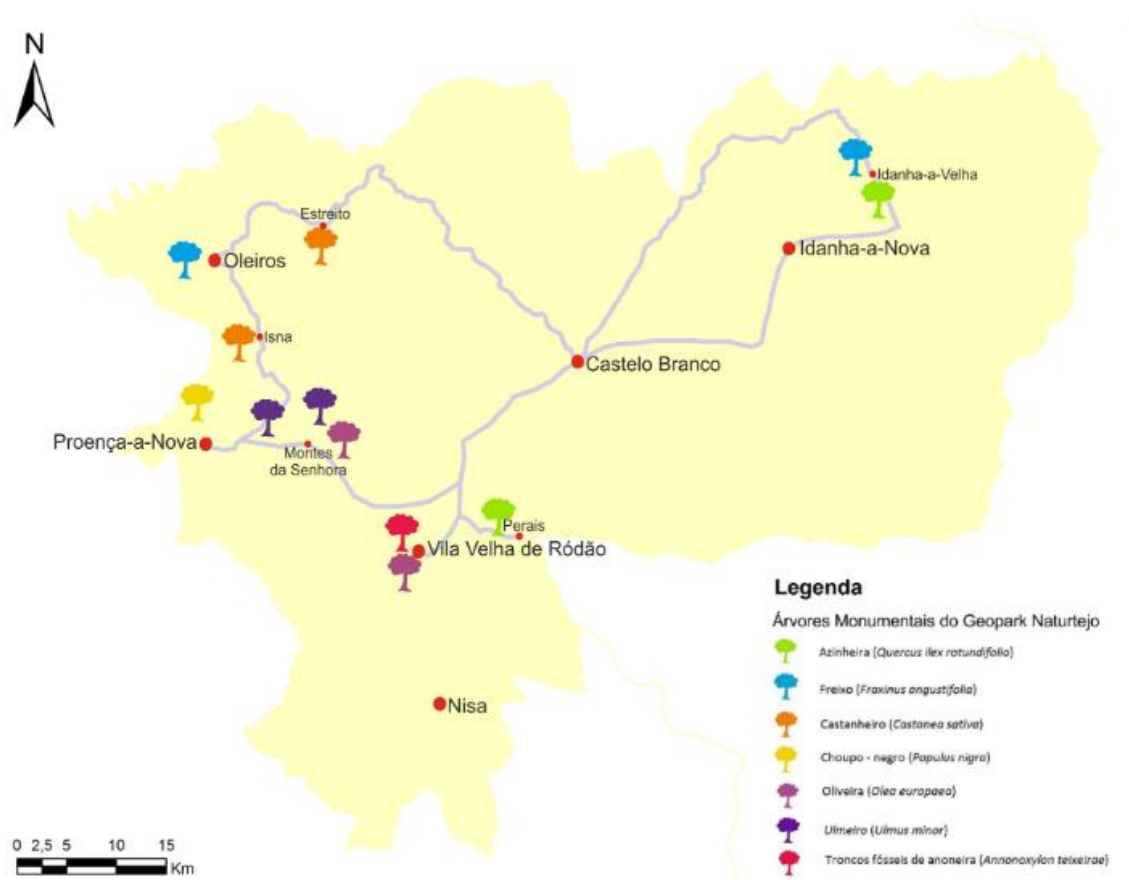 N
Idanha-a-Velha
Estreito
Idanha-a-Nova
Oleiros
Isna
Castelo Branco
Proença-a-Nova
Montes
da Senhora
Perais
Vila Velha de Ródão
Nisa
Legenda
Árvores Monumentais do Geopark Naturtejo
Azinheira (Quercus ilex rotundifolia)
Freixo (Fraxinus angustifolia)
Castanheiro (Castanea sativa)
Choupo - negro (Populus nigra)
Oliveira (Olea europaea)
Ulmeiro (Ulmus minor)
Troncos fósseis de anoneira (Annonoxylon teixeirae)
0 2,5 5 10 15
Km